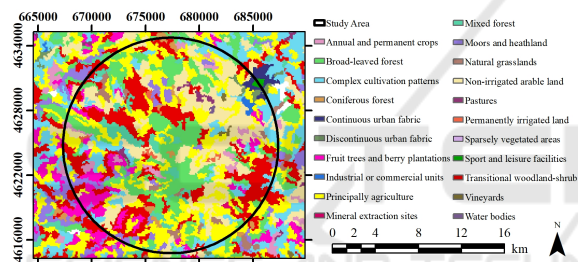 665000 670000 675000 680000 685000
4634000
4628000
4622000
4616000
Study Area
Annual and permanent crops
Broad-leaved forest
Complex cultivation patterns
Coniferous forest
Continuous urban fabric
Discontinuous urban fabric
Fruit trees and berry plantations
Industrial or commercial units
Principally agriculture
Mineral extraction sites
Mixed forest
Moors and heathland
Natural grasslands
Non-irrigated arable land
Pastures
Permanently irrigated land
Sparsely vegetated areas
Sport and leisure facilities
Transitional woodland-shrub
Vineyards
Water bodies
0 2 4 8 12 16
km
N